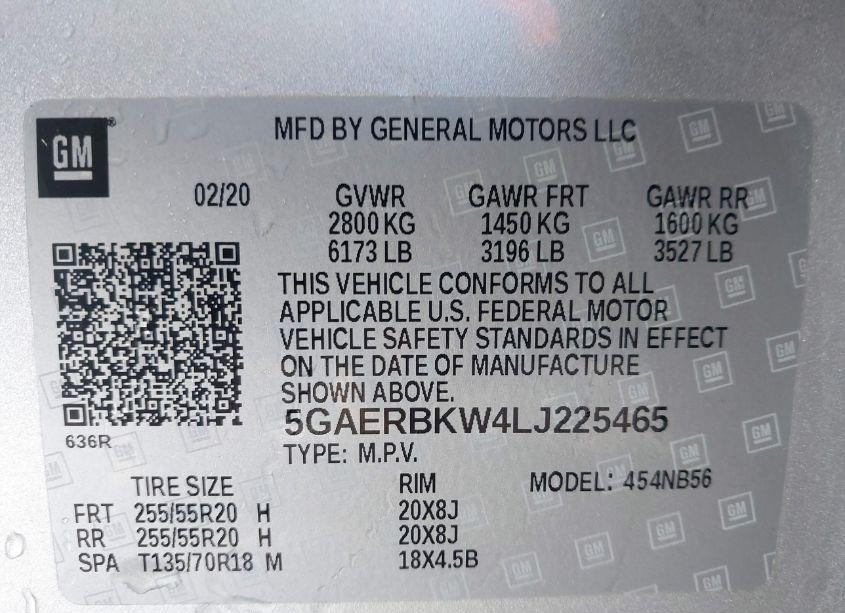 GM
MFD BY GENERAL MOTORS LLC
02/20 GVWR GAWR FRT GAWR RR
2800 KG 1450 KG 1600 KG
6173 LB 3196 LB 3527 LB
THIS VEHICLE CONFORMS TO ALL
APPLICABLE U.S. FEDERAL MOTOR
VEHICLE SAFETY STANDARDS IN EFFECT
ON THE DATE OF MANUFACTURE
SHOWN ABOVE.
5GAERBKW4LJ225465
636R
TYPE: M.P.V.
TIRE SIZE RIM MODEL: 454NB56
FRT 255/55R20 H 20X8J
RR 255/55R20 H 20X8J
SPA T135/70R18 M 18X4.5B